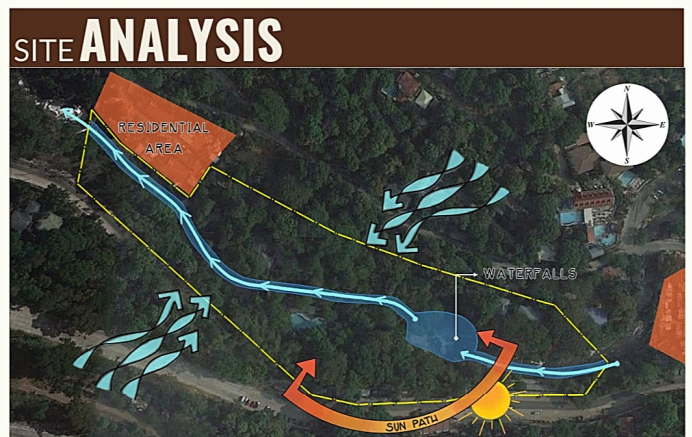 SITE ANALYSIS
N
W E
S
RESIDENTIAL
AREA
WATERFALLS
SUN PATH